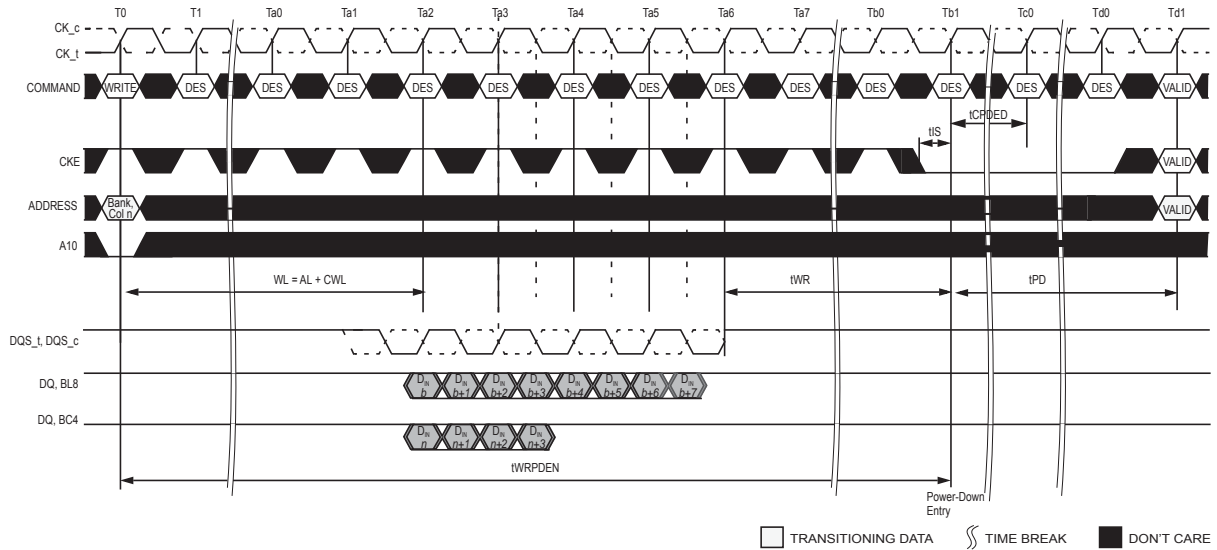 T0 T1 Ta0 Ta1 Ta2 Ta3 Ta4 Ta5 Ta6 Ta7 Tb0 Tb1 Tc0 Td0 Td1
CK_c
CK_t
COMMAND WRITE DES DES DES DES DES DES DES DES DES DES DES DES DES VALID
tIS tCPDED
CKE VALID
ADDRESS Bank, Col n VALID
A10
WL = AL + CWL tWR tPD
DQS_t, DQS_c
DQ, BL8 DIN b DIN b+1 DIN b+2 DIN b+3 DIN b+4 DIN b+5 DIN b+6 DIN b+7
DQ, BC4 DIN n DIN n+1 DIN n+2 DIN n+3
tWRPDEN
Power-Down
Entry
TRANSITIONING DATA TIME BREAK DON'T CARE